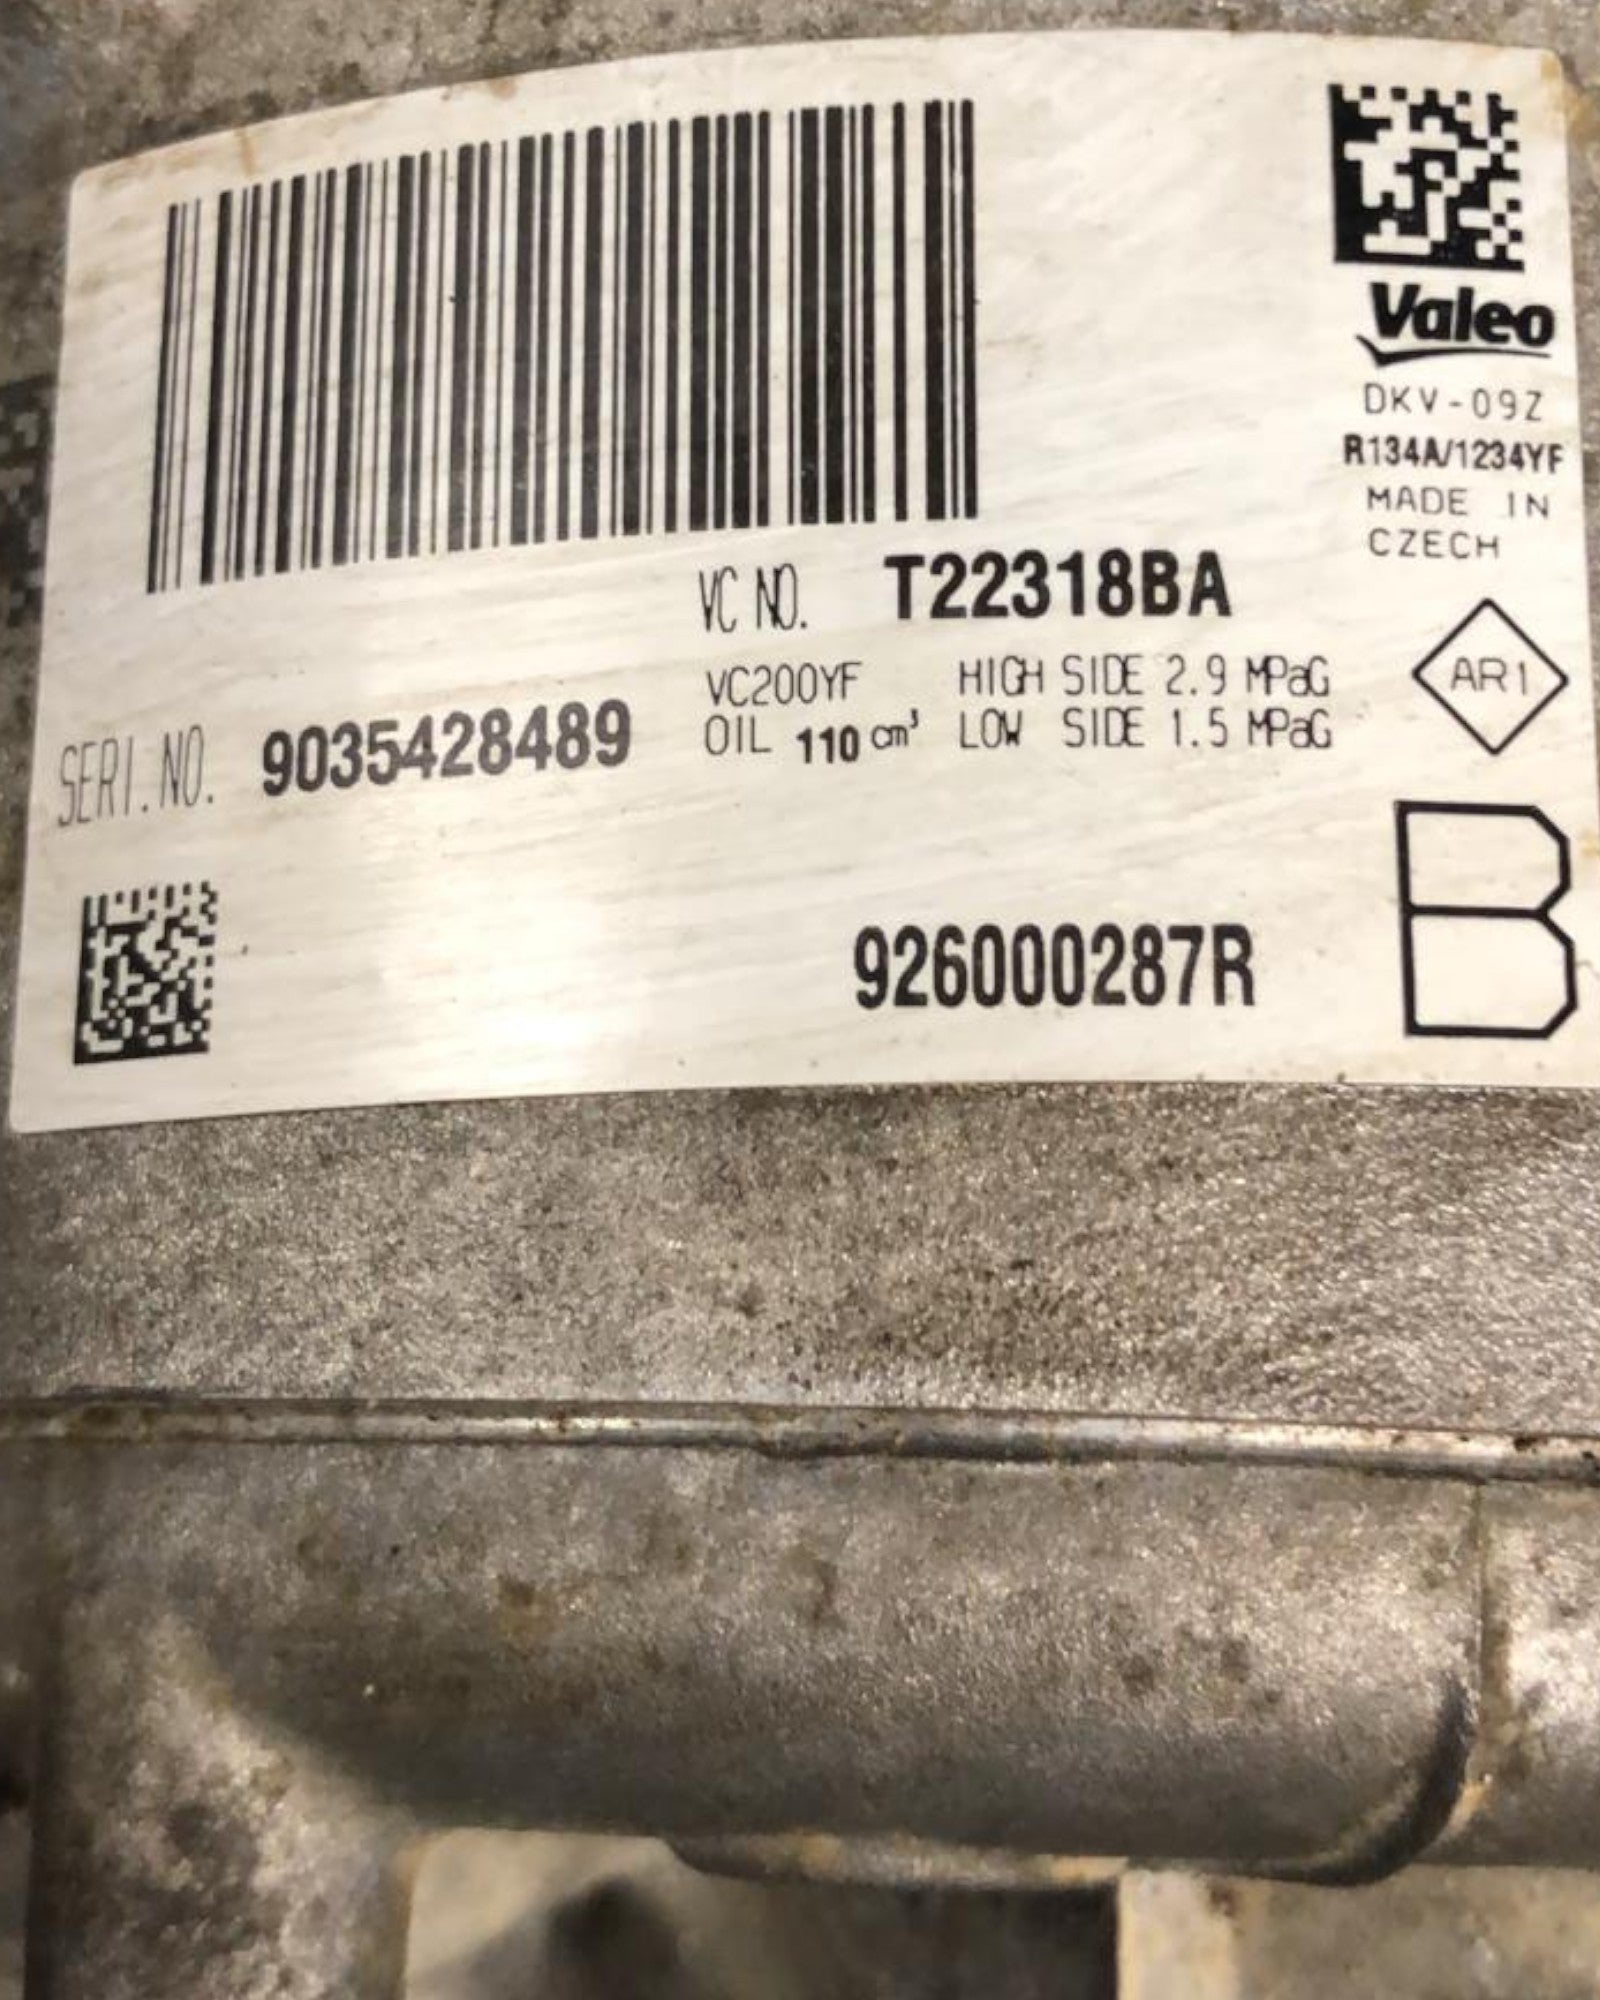 Valeo
DKV-09Z
R134A/1234YF
MADE IN
CZECH
VC NO. T22318BA
VC200YF HIGH SIDE 2.9 MPaG
OIL 110 cm³ LOW SIDE 1.5 MPaG
AR1
SERI.NO. 9035428489
926000287R
B